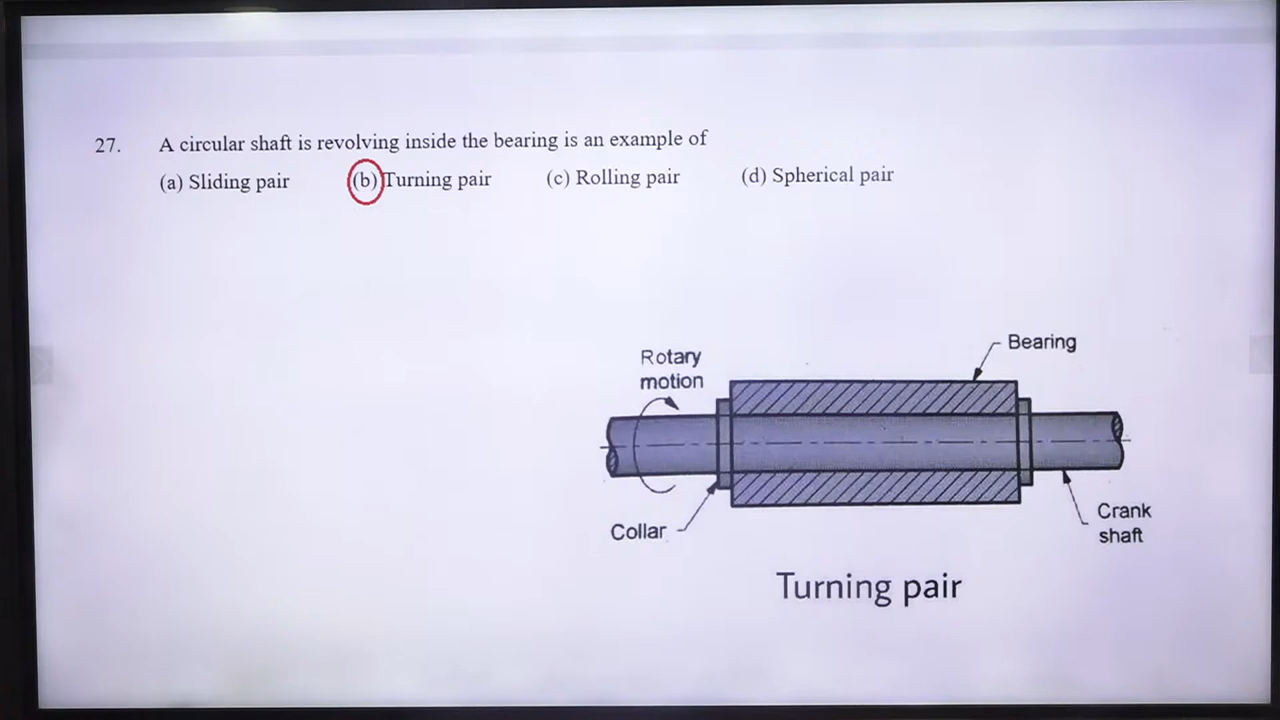 27. A circular shaft is revolving inside the bearing is an example of
(a) Sliding pair (b) Turning pair (c) Rolling pair (d) Spherical pair
Bearing
Rotary
motion
Collar
Crank
shaft
Turning pair